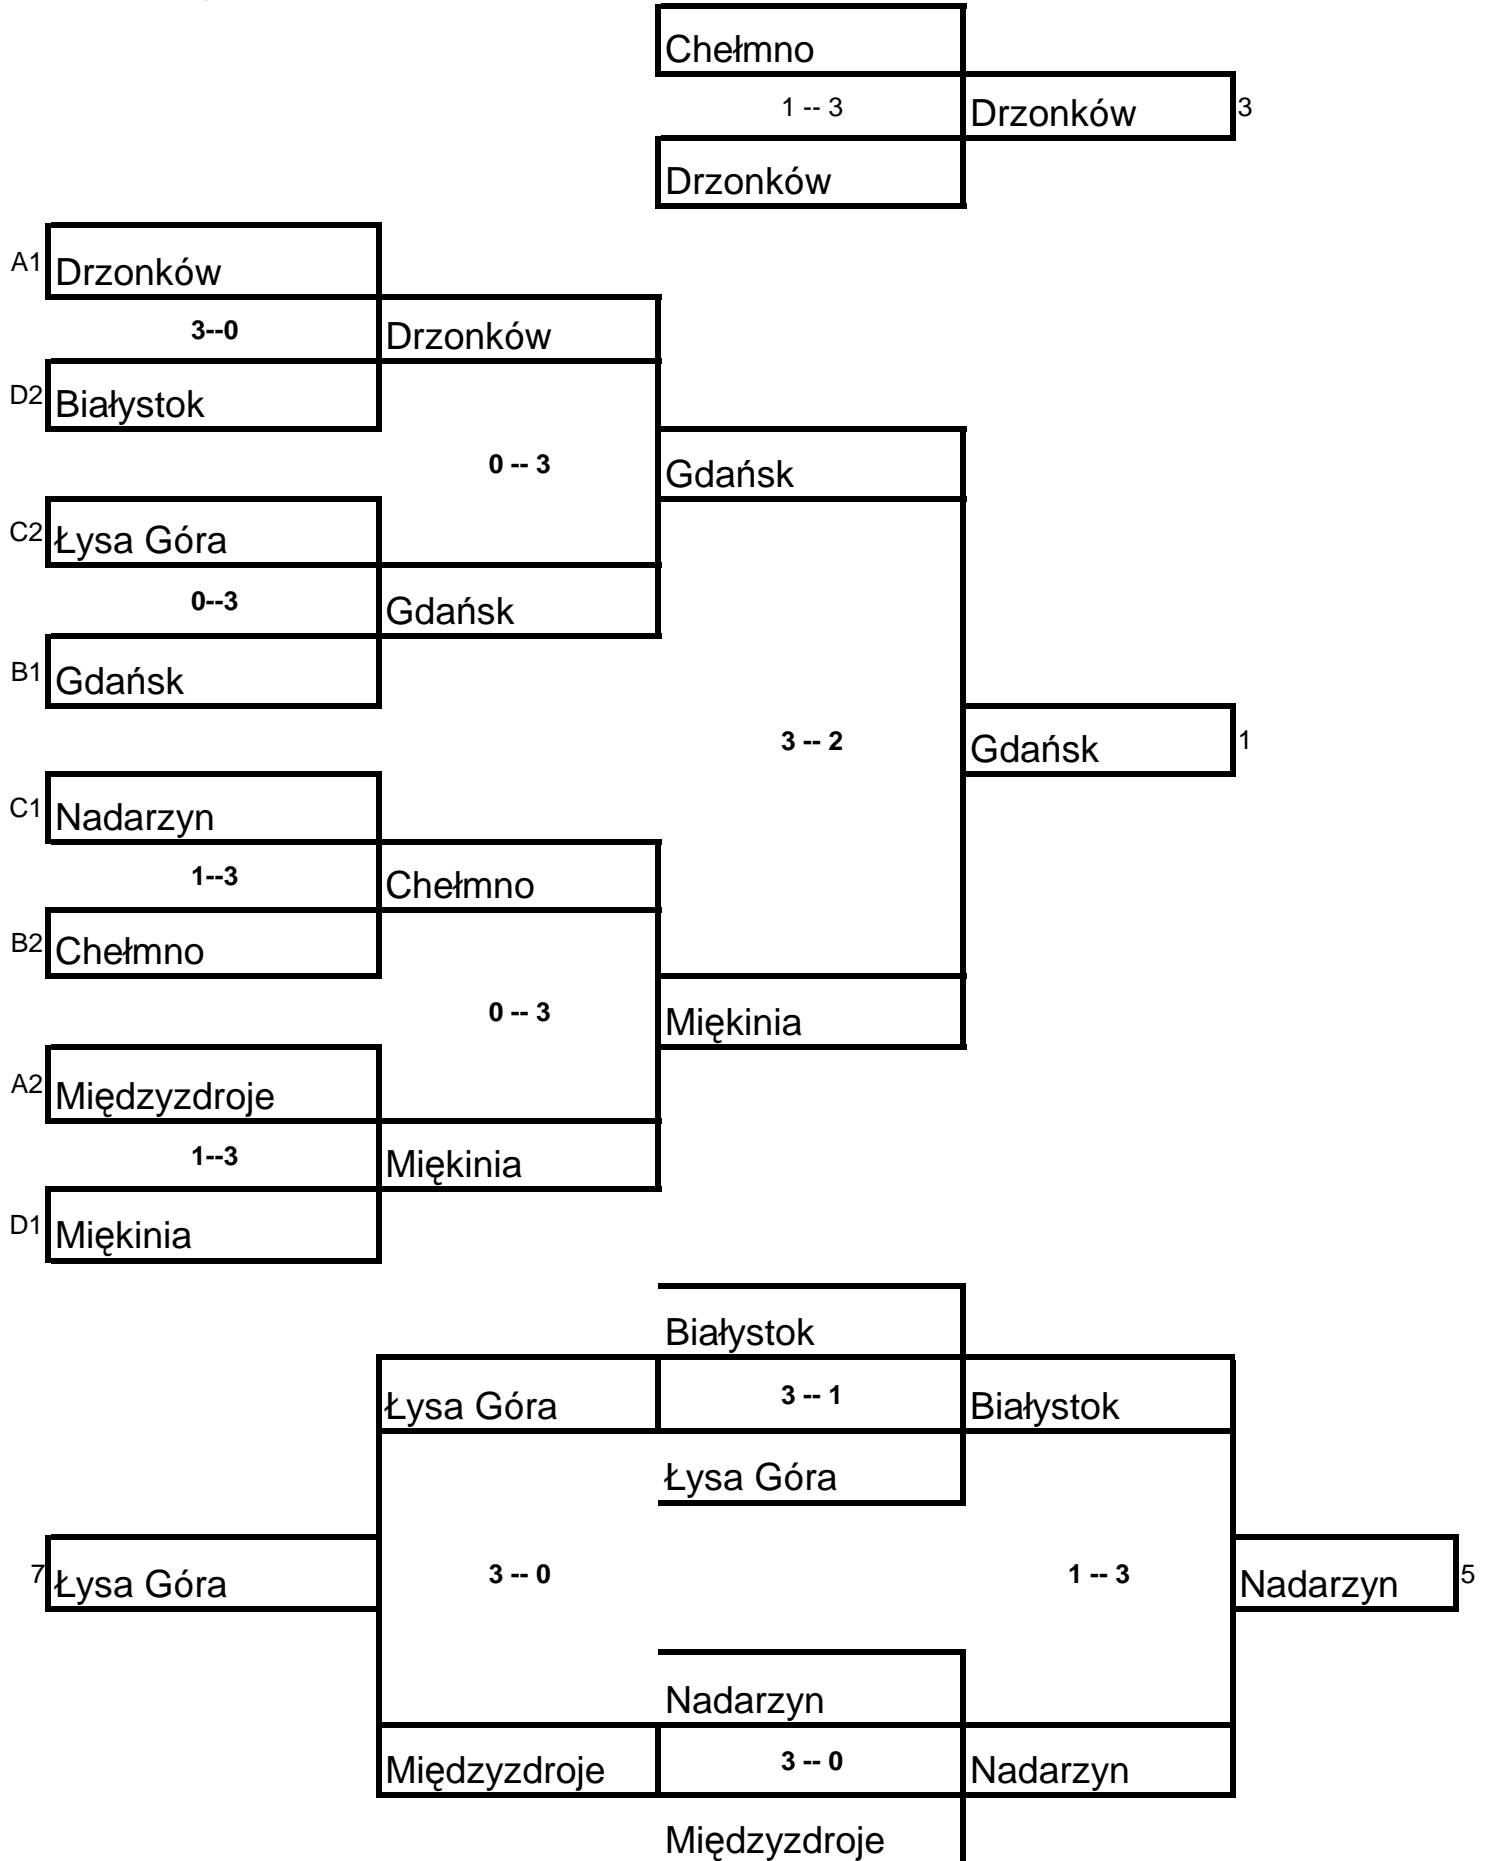 Chełmno
1 -- 3
Drzonków
3
Drzonków
A1
Drzonków
3--0
Drzonków
D2
Białystok
0 -- 3
Gdańsk
C2
Łysa Góra
0--3
Gdańsk
B1
Gdańsk
3 -- 2
Gdańsk
1
C1
Nadarzyn
1--3
Chełmno
B2
Chełmno
0 -- 3
Miękinia
A2
Międzyzdroje
1--3
Miękinia
D1
Miękinia
Białystok
Łysa Góra
3 -- 1
Białystok
Łysa Góra
7
Łysa Góra
3 -- 0
1 -- 3
Nadarzyn
5
Nadarzyn
Międzyzdroje
3 -- 0
Nadarzyn
Międzyzdroje